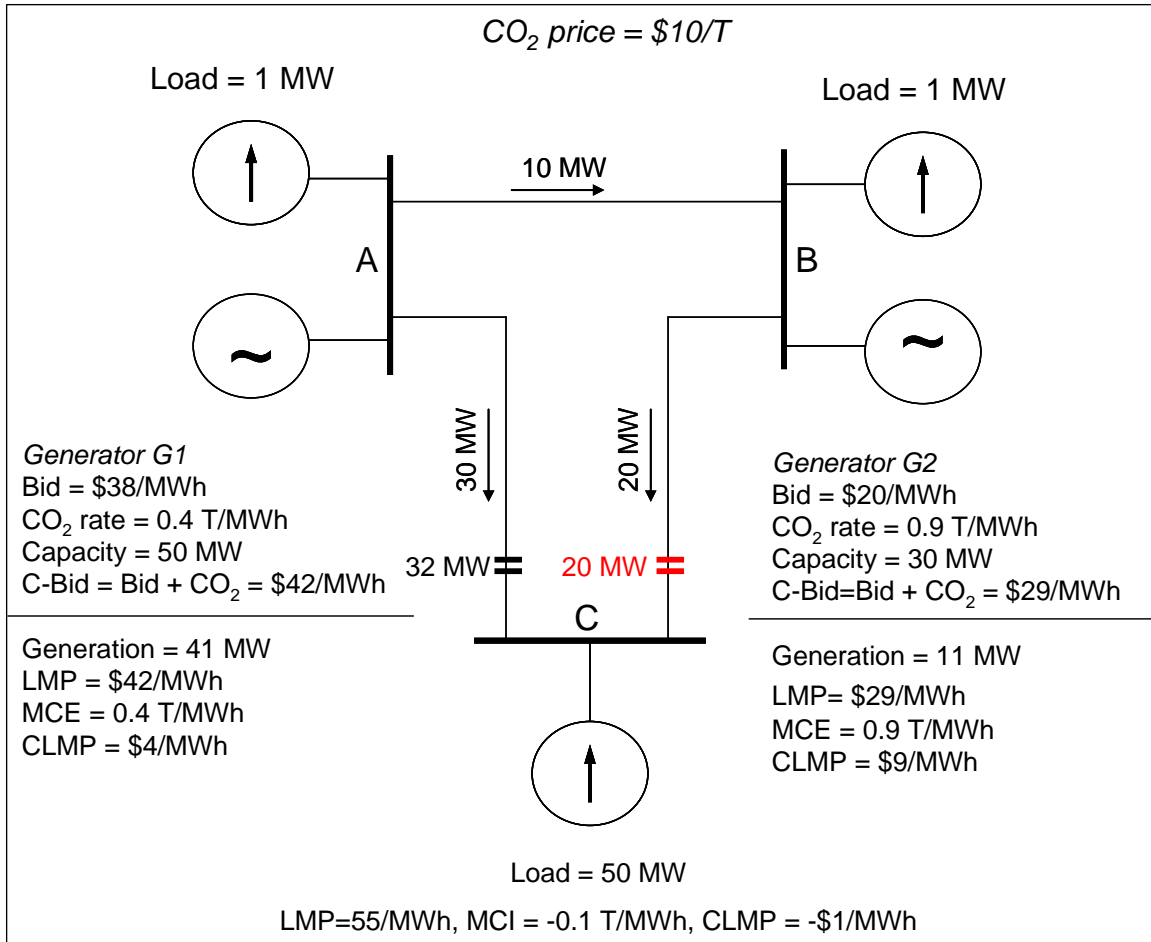 CO₂ price = $10/T
Load = 1 MW
Load = 1 MW
10 MW
A
B
30 MW
20 MW
Generator G1
Bid = $38/MWh
CO₂ rate = 0.4 T/MWh
Capacity = 50 MW
C-Bid = Bid + CO₂ = $42/MWh
32 MW
20 MW
Generator G2
Bid = $20/MWh
CO₂ rate = 0.9 T/MWh
Capacity = 30 MW
C-Bid=Bid + CO₂ = $29/MWh
C
Generation = 41 MW
LMP = $42/MWh
MCE = 0.4 T/MWh
CLMP = $4/MWh
Generation = 11 MW
LMP= $29/MWh
MCE = 0.9 T/MWh
CLMP = $9/MWh
Load = 50 MW
LMP=55/MWh, MCI = -0.1 T/MWh, CLMP = -$1/MWh